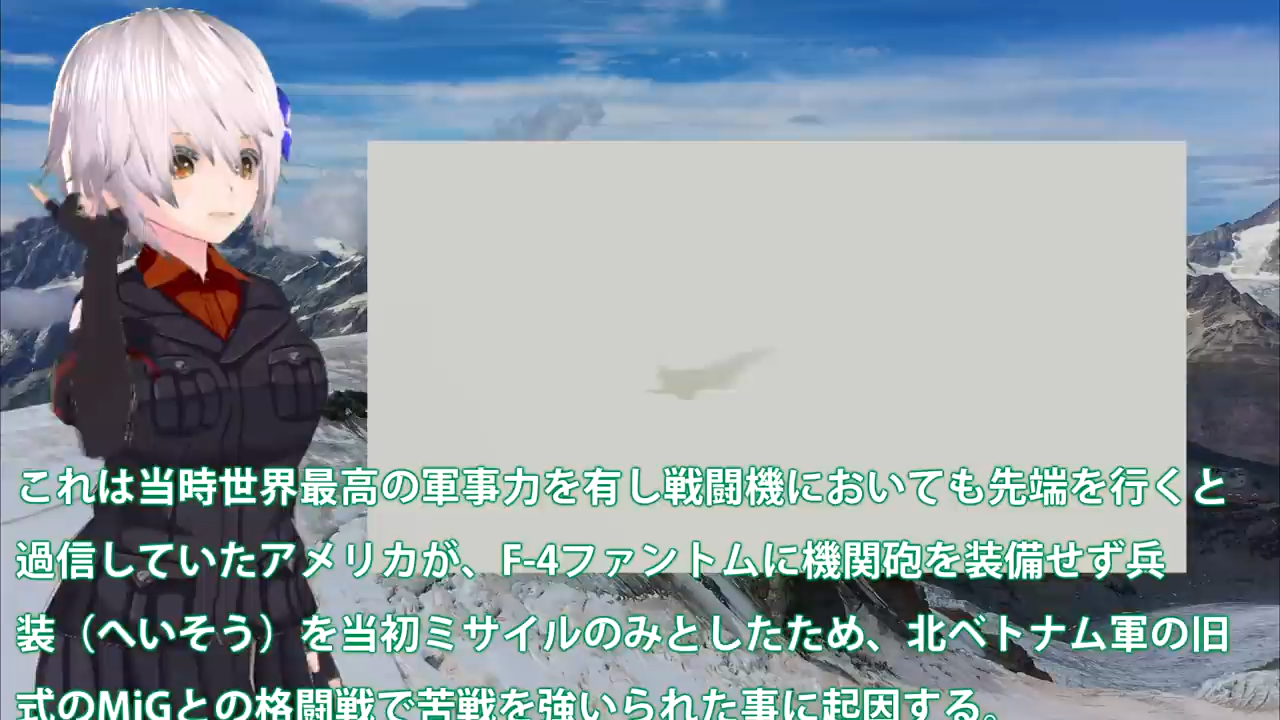 これは当時世界最高の軍事力を有し戦闘機においても先端を行くと
過信していたアメリカが、F-4ファントムに機関砲を装備せず兵
装（へいそう）を当初ミサイルのみとしたため、北ベトナム軍の旧
式のMiGとの格闘戦で苦戦を強いられた事に起因する。